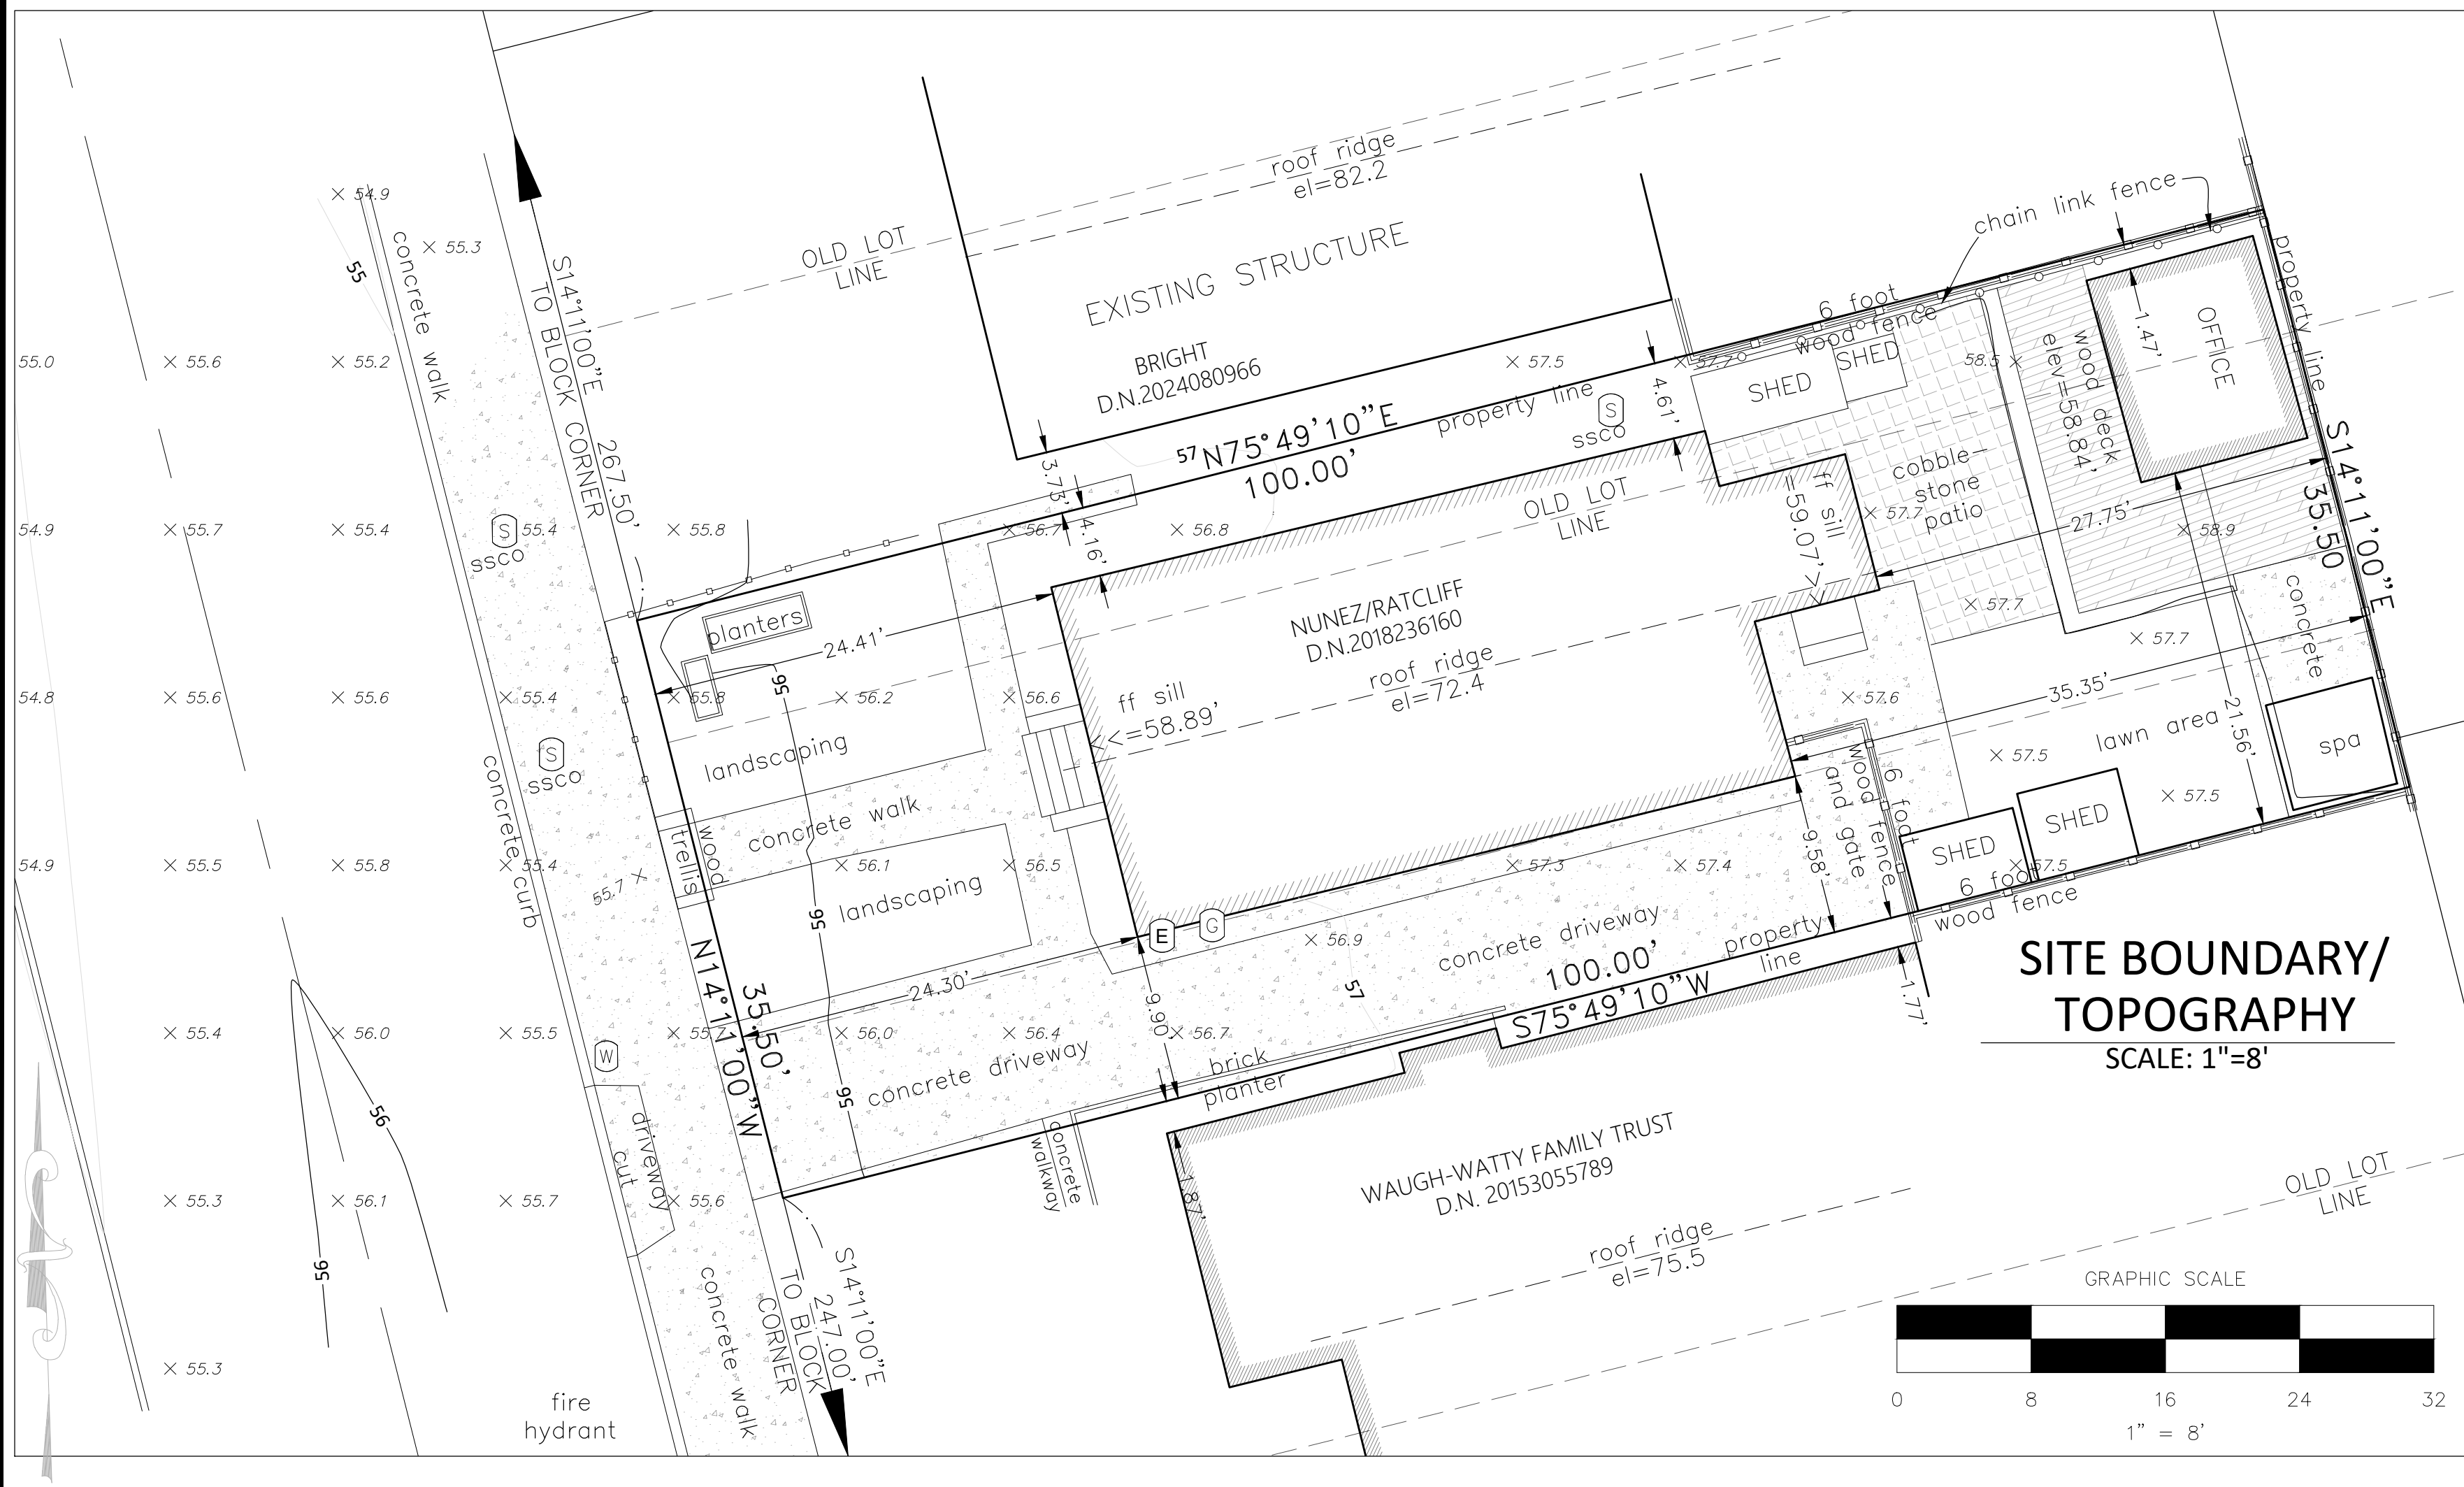 roof ridge
el=82.2
OLD LOT
LINE
EXISTING STRUCTURE
BRIGHT
D.N.2024080966
chain link fence
6 foot
wood fence
property line
54.9
55.3
55
concrete walk
S14°11'00"E
TO BLOCK CORNER
267.50'
55.0
55.6
55.2
57.5
57.7
58.5
SHED
SHED
wood deck
elev=58.84'
1.47'
OFFICE
property line
4.61'
S
ssco
57
N75°49'10"E
100.00'
3.73'
4.16'
S14°11'00"E
35.50
cobble-
stone
patio
ff sill
=59.07'>
57.7
27.75'
58.9
OLD LOT
LINE
54.9
55.7
55.4
S
ssco
55.4
55.8
56.7
56.8
planters
24.41'
NUNEZ/RATCLIFF
D.N.2018236160
roof ridge
el=72.4
57.7
57.7
concrete
54.8
55.6
55.6
55.4
55.8
56
56.2
56.6
ff sill
<<=58.89'
57.6
35.35'
21.56'
lawn area
spa
S
ssco
landscaping
57.5
57.5
concrete curb
wood
trellis
concrete walk
6 foot
wood fence
and gate
9.58'
SHED
SHED
54.9
55.5
55.8
55.4
55.7
56.1
56.5
57.3
57.4
57.5
6 foot
wood fence
landscaping
56
E
G
56.9
concrete driveway
property
line
SITE BOUNDARY/
TOPOGRAPHY
SCALE: 1"=8'
N14°11'00"W
35.50'
24.30'
57
100.00'
S75°49'10"W
1.77'
9.90'
55.4
56.0
55.5
W
55.7
56.0
56.4
56.7
concrete driveway
56
brick
planter
56
driveway
cut
concrete
walkway
WAUGH-WATTY FAMILY TRUST
D.N. 20153055789
1.87'
55.3
56.1
55.7
55.6
56
OLD LOT
LINE
roof ridge
el=75.5
S14°11'00"E
247.00'
TO BLOCK
CORNER
concrete walk
55.3
fire
hydrant
GRAPHIC SCALE
0 8 16 24 32
1" = 8'